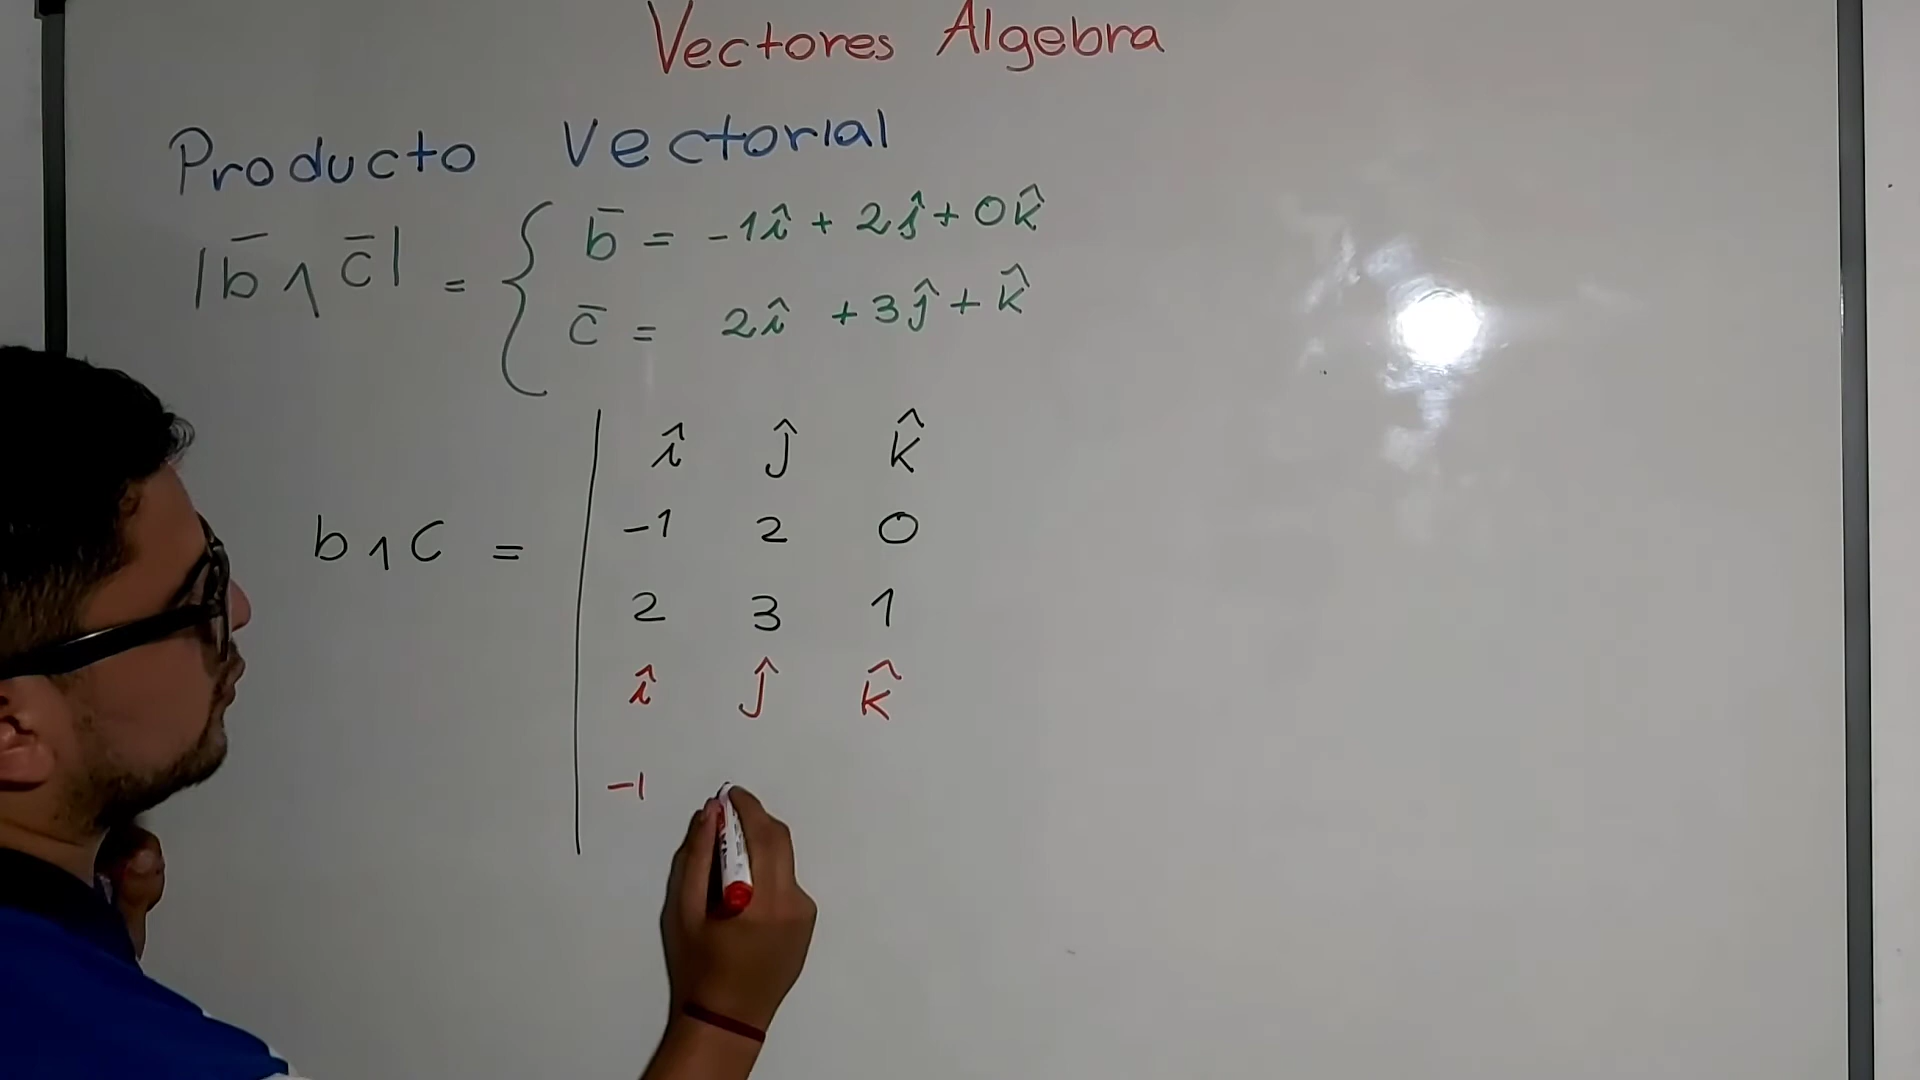 Vectores Algebra
Producto Vectorial
|b̄ ∧ c̄| = { b̄ = -1î + 2ĵ + 0k̂
c̄ = 2î + 3ĵ + k̂
î ĵ k̂
b ∧ c = | -1 2 0
2 3 1
î ĵ k̂
-1